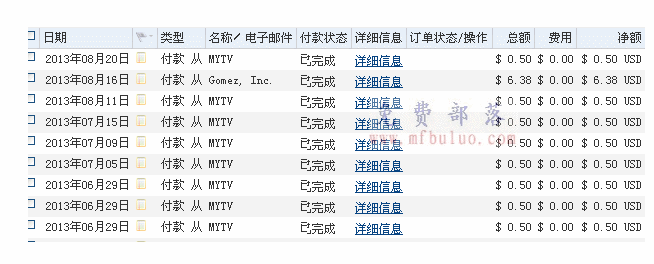 日期 类型 名称／电子邮件 付款状态 详细信息 订单状态/操作 总额 费用 净额
2013年08月20日 付款 从 MYTV 已完成 详细信息 $ 0.50 $ 0.00 $ 0.50 USD
2013年08月16日 付款 从 Gomez, Inc. 已完成 详细信息 $ 6.38 $ 0.00 $ 6.38 USD
2013年08月11日 付款 从 MYTV 已完成 详细信息 $ 0.50 $ 0.00 $ 0.50 USD
免费部落
2013年07月15日 付款 从 MYTV 已完成 详细信息 $ 0.50 $ 0.00 $ 0.50 USD
www.mfbuluo.com
2013年07月09日 付款 从 MYTV 已完成 详细信息 $ 0.50 $ 0.00 $ 0.50 USD
2013年07月05日 付款 从 MYTV 已完成 详细信息 $ 0.50 $ 0.00 $ 0.50 USD
2013年06月29日 付款 从 MYTV 已完成 详细信息 $ 0.50 $ 0.00 $ 0.50 USD
2013年06月29日 付款 从 MYTV 已完成 详细信息 $ 0.50 $ 0.00 $ 0.50 USD
2013年06月29日 付款 从 MYTV 已完成 详细信息 $ 0.50 $ 0.00 $ 0.50 USD